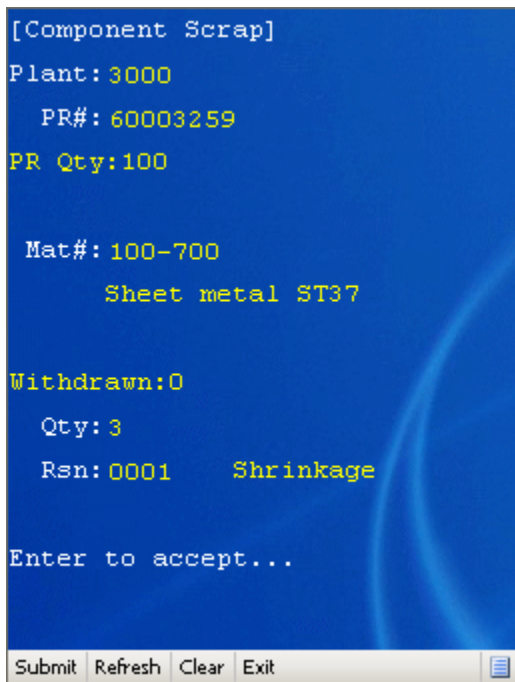 [Component Scrap]
Plant:3000
PR#:60003259
PR Qty:100
Mat#:100-700
Sheet metal ST37
Withdrawn:0
Qty:3
Rsn:0001 Shrinkage
Enter to accept...
Submit Refresh Clear Exit